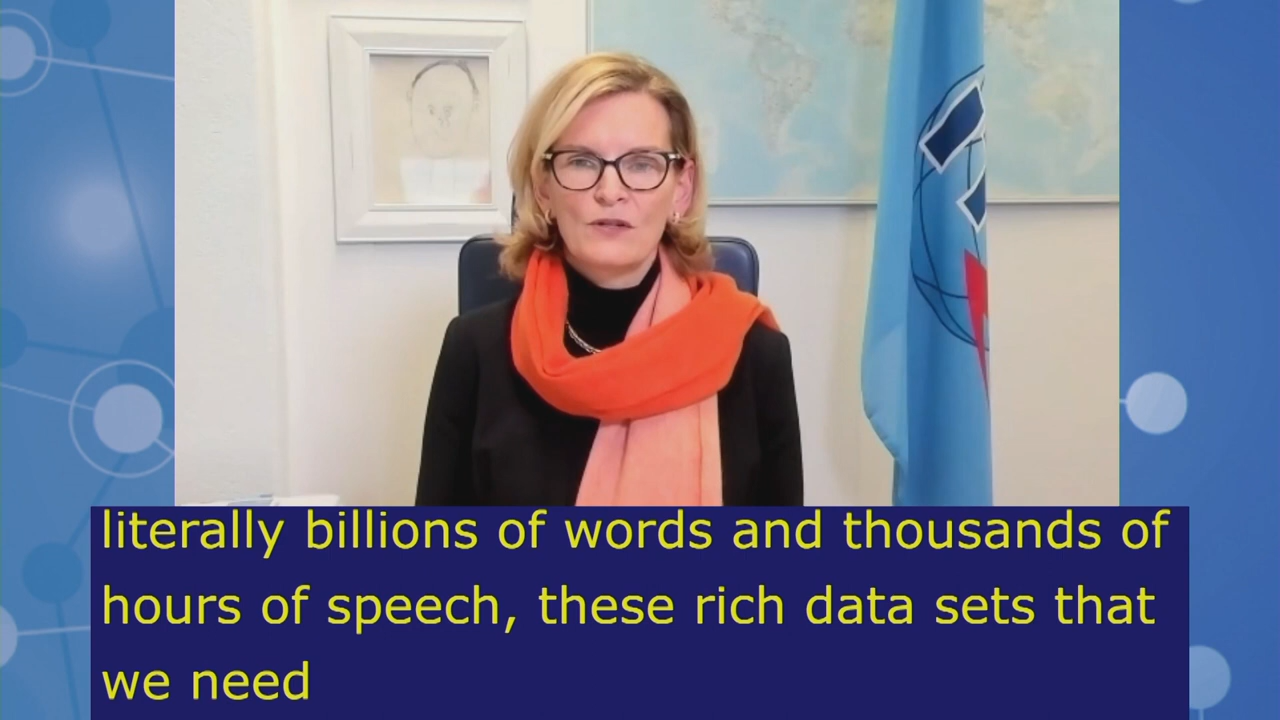 literally billions of words and thousands of
hours of speech, these rich data sets that
we need